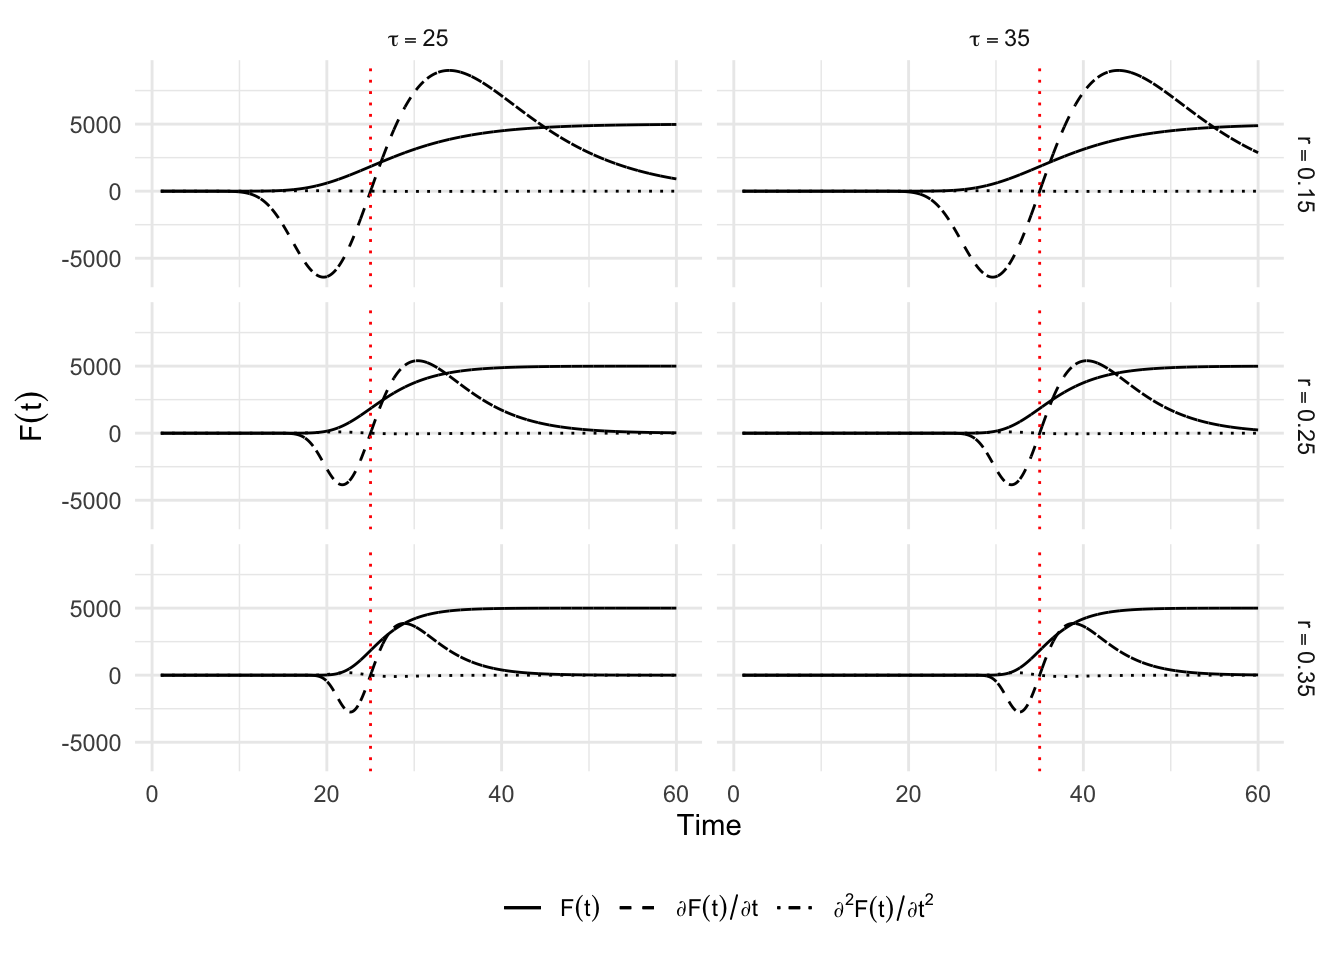 τ = 25
τ = 35
5000
0
-5000
r = 0.15
5000
0
-5000
r = 0.25
5000
0
-5000
r = 0.35
F(t)
0 20 40 60 0 20 40 60
Time
F(t) ∂F(t)/∂t ∂²F(t)/∂t²